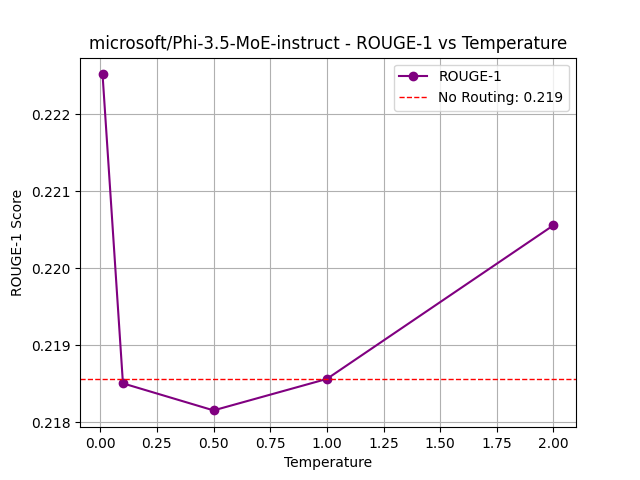 microsoft/Phi-3.5-MoE-instruct - ROUGE-1 vs Temperature
ROUGE-1
No Routing: 0.219
0.222
0.221
0.220
0.219
0.218
ROUGE-1 Score
0.00 0.25 0.50 0.75 1.00 1.25 1.50 1.75 2.00
Temperature